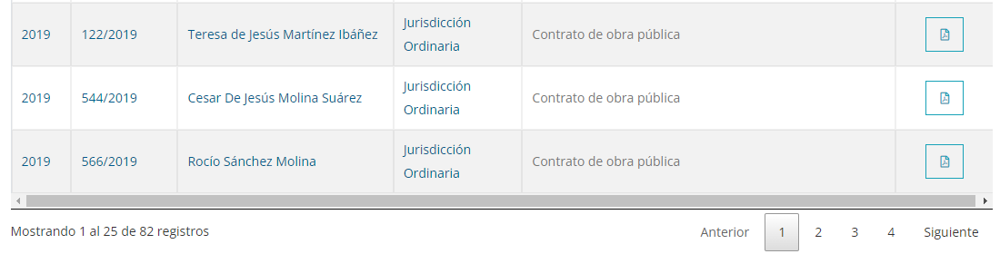 2019 122/2019 Teresa de Jesús Martínez Ibáñez Jurisdicción Ordinaria Contrato de obra pública
2019 544/2019 Cesar De Jesús Molina Suárez Jurisdicción Ordinaria Contrato de obra pública
2019 566/2019 Rocío Sánchez Molina Jurisdicción Ordinaria Contrato de obra pública
Mostrando 1 al 25 de 82 registros Anterior 1 2 3 4 Siguiente